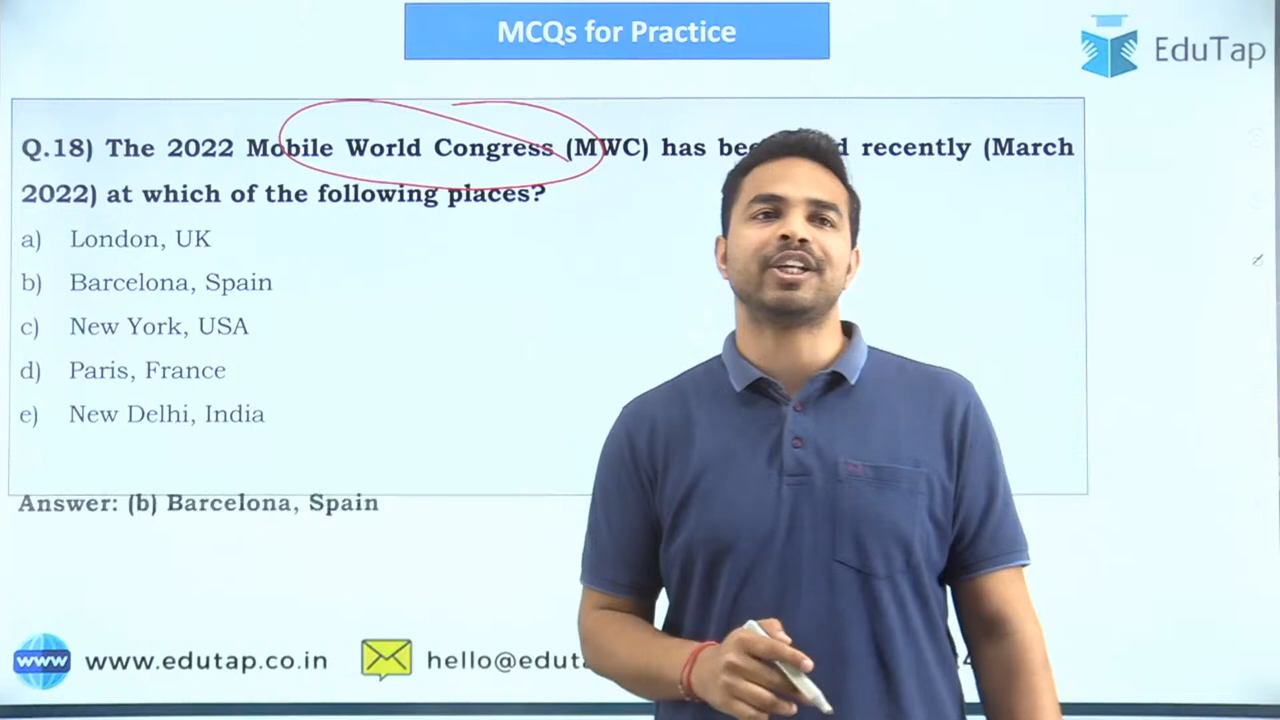 MCQs for Practice
EduTap
Q.18) The 2022 Mobile World Congress (MWC) has recently (March
2022) at which of the following places?
a) London, UK
b) Barcelona, Spain
c) New York, USA
d) Paris, France
e) New Delhi, India
Answer: (b) Barcelona, Spain
www www.edutap.co.in hello@eduta